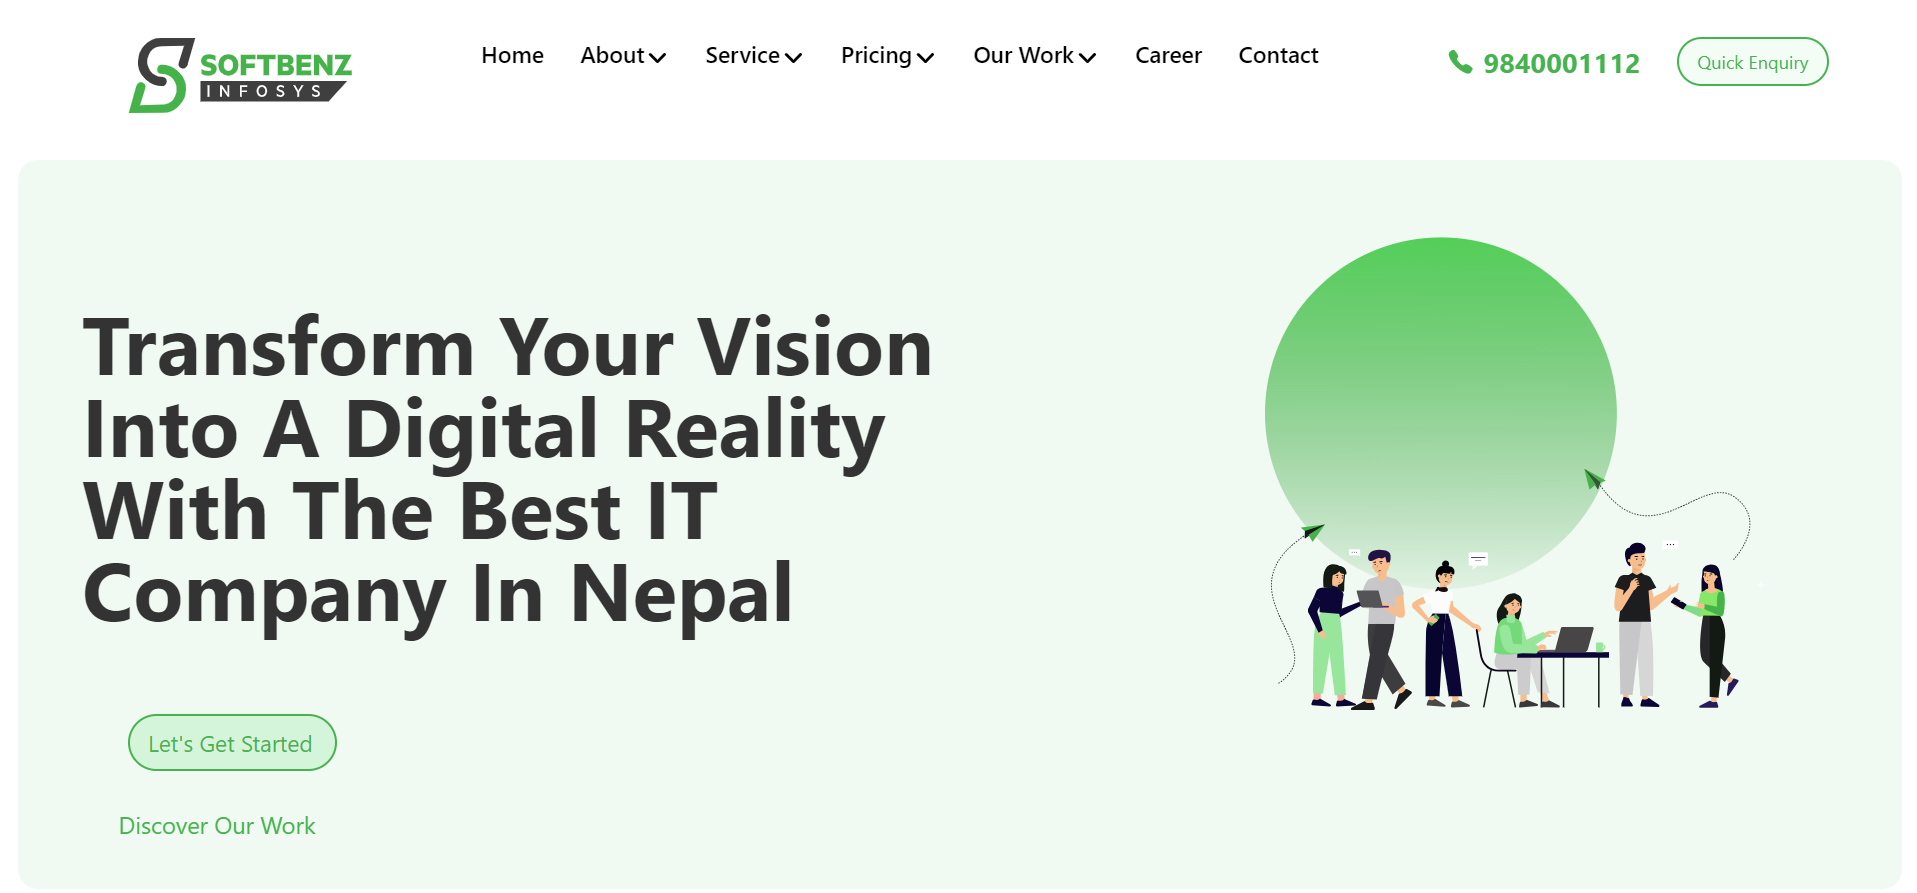 SOFTBENZ
INFOSYS
Home About Service Pricing Our Work Career Contact
9840001112
Quick Enquiry
Transform Your Vision
Into A Digital Reality
With The Best IT
Company In Nepal
Let's Get Started
Discover Our Work